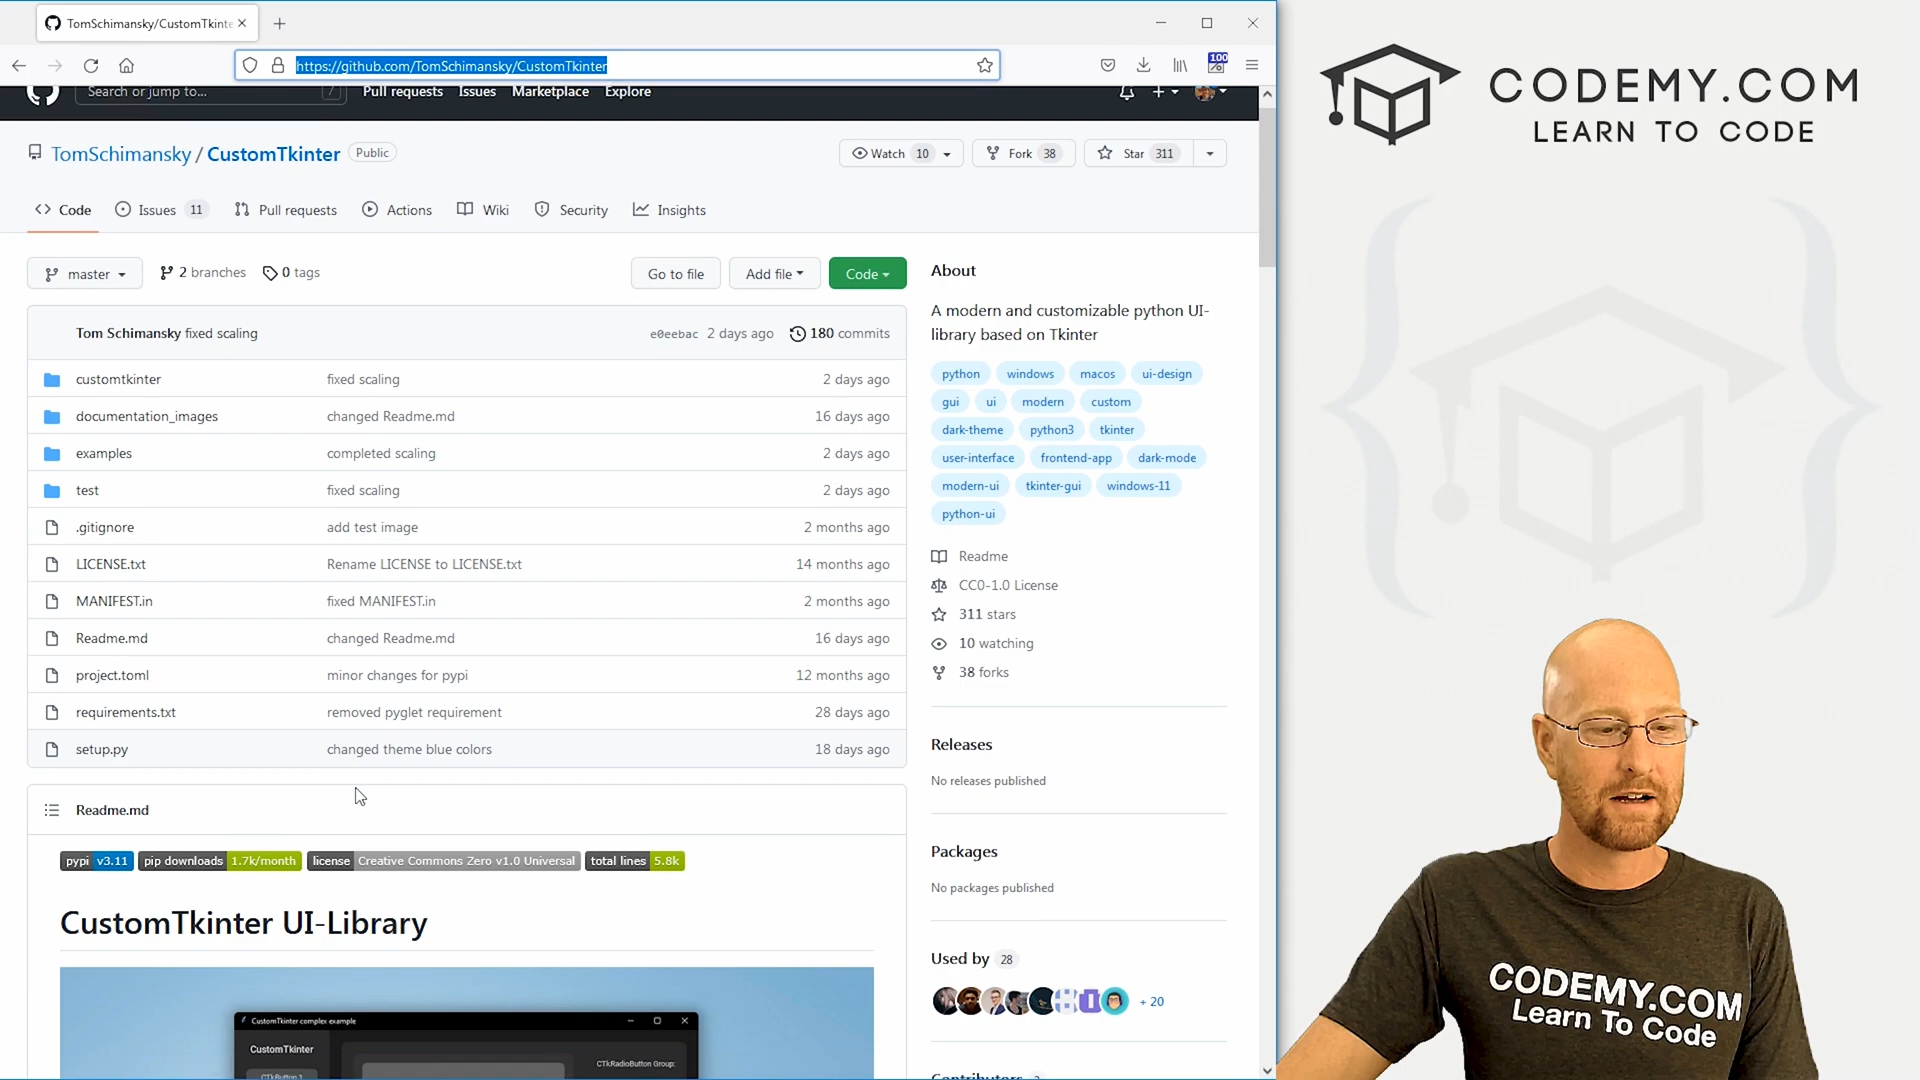 TomSchimansky/CustomTkinte
https://github.com/TomSchimansky/CustomTkinter
100
Search or jump to...
/
Pull requests
Issues
Marketplace
Explore
TomSchimansky / CustomTkinter
Public
Watch 10
Fork 38
Star 311
Code
Issues 11
Pull requests
Actions
Wiki
Security
Insights
master
2 branches
0 tags
Go to file
Add file
Code
Tom Schimansky fixed scaling
e0eebac 2 days ago
180 commits
customtkinter
fixed scaling
2 days ago
documentation_images
changed Readme.md
16 days ago
examples
completed scaling
2 days ago
test
fixed scaling
2 days ago
.gitignore
add test image
2 months ago
LICENSE.txt
Rename LICENSE to LICENSE.txt
14 months ago
MANIFEST.in
fixed MANIFEST.in
2 months ago
Readme.md
changed Readme.md
16 days ago
project.toml
minor changes for pypi
12 months ago
requirements.txt
removed pyglet requirement
28 days ago
setup.py
changed theme blue colors
18 days ago
Readme.md
pypi v3.11
pip downloads 1.7k/month
license Creative Commons Zero v1.0 Universal
total lines 5.8k
CustomTkinter UI-Library
CustomTkinter complex example
CustomTkinter
CTkRadioButton Group:
CTkButton 1
About
A modern and customizable python UI-
library based on Tkinter
python
windows
macos
ui-design
gui
ui
modern
custom
dark-theme
python3
tkinter
user-interface
frontend-app
dark-mode
modern-ui
tkinter-gui
windows-11
python-ui
Readme
CC0-1.0 License
311 stars
10 watching
38 forks
Releases
No releases published
Packages
No packages published
Used by 28
+ 20
Contributors
CODEMY.COM
LEARN TO CODE
CODEMY.COM
Learn To Code